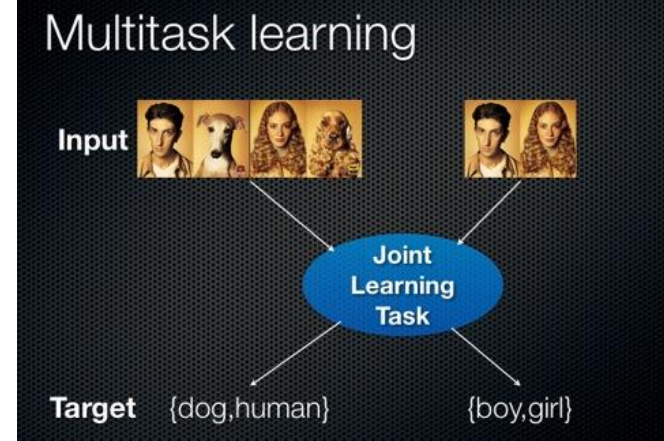 Multitask learning
Input
Joint
Learning
Task
Target {dog,human} {boy,girl}